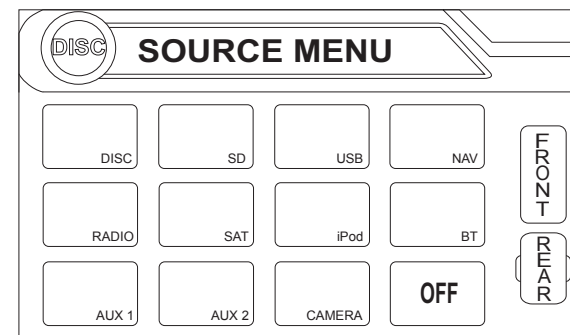 DISC SOURCE MENU
DISC SD USB NAV
RADIO SAT iPod BT
AUX 1 AUX 2 CAMERA OFF
FRONT
REAR